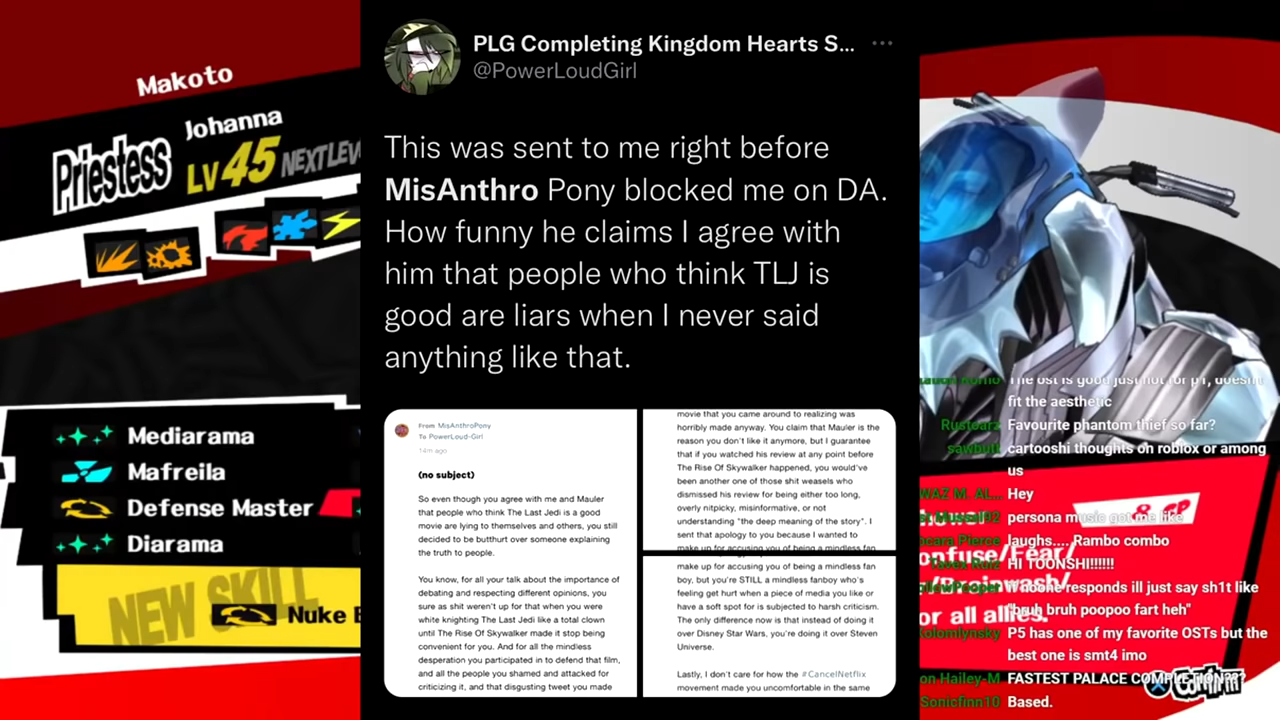 Makoto
Priestess
Johanna
LV 45 NEXT LEV
Mediarama
Mafreila
Defense Master
Diarama
NEW SKILL
Nuke
PLG Completing Kingdom Hearts S...
@PowerLoudGirl
This was sent to me right before
MisAnthro Pony blocked me on DA.
How funny he claims I agree with
him that people who think TLJ is
good are liars when I never said
anything like that.
From MisAnthroPony
To PowerLoud-Girl
14m ago
(no subject)
So even though you agree with me and Mauler
that people who think The Last Jedi is a good
movie are lying to themselves and others, you still
decided to be butthurt over someone explaining
the truth to people.
You know, for all your talk about the importance of
debating and respecting different opinions, you
sure as shit weren't up for that when you were
white knighting The Last Jedi like a total clown
until The Rise Of Skywalker made it stop being
convenient for you. And for all the mindless
desperation you participated in to defend that film,
and all the people you shamed and attacked for
criticizing it, and that disgusting tweet you made
movie that you came around to realizing was
horribly made anyway. You claim that Mauler is the
reason you don't like it anymore, but I guarantee
that if you watched his review at any point before
The Rise Of Skywalker happened, you would've
been another one of those shit weasels who
dismissed his review for being either too long,
overly nitpicky, misinformative, or not
understanding "the deep meaning of the story". I
sent that apology to you because I wanted to
make up for accusing you of being a mindless fan
make up for accusing you of being a mindless fan
boy, but you're STILL a mindless fanboy who's
feeling get hurt when a piece of media you like or
have a soft spot for is subjected to harsh criticism.
The only difference now is that instead of doing it
over Disney Star Wars, you're doing it over Steven
Universe.
Lastly, I don't care for how the #CancelNetflix
movement made you uncomfortable in the same
The ost is good just not for p1, doesn't
fit the aesthetic
Favourite phantom thief so far?
cartooshi thoughts on roblox or among
us
WAZ M. AL... Hey
persona music got me like
Pierce laughs.... Rambo combo
HI TOONSHI!!!!!!
If noone responds ill just say sh1t like
"bruh bruh poopoo fart heh"
P5 has one of my favorite OSTs but the
best one is smt4 imo
on Hailey-M FASTEST PALACE COMPLETION???
Sonicfinn10 Based.
8 SP
onfuse/Fear/
or all allies.
Confirm